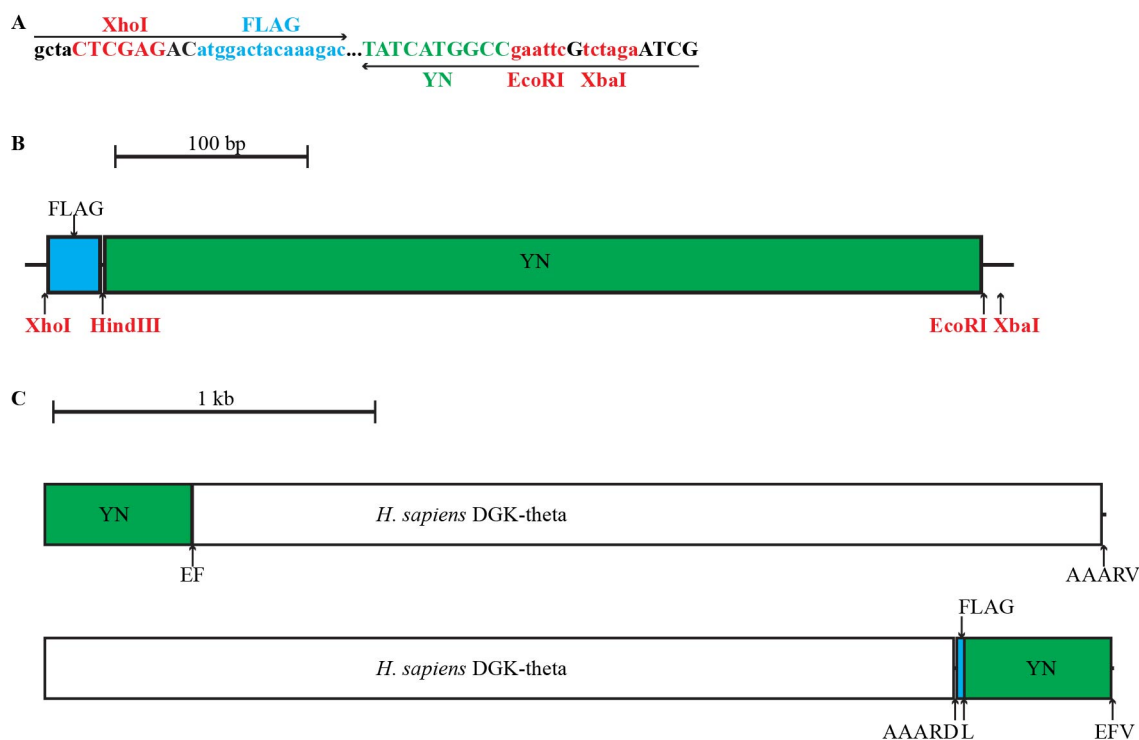 A
XhoI FLAG
gctaCTCGAGACatggactacaaagac...TATCATGGCCgaattcGtctagaATCG
YN EcoRI XbaI
B
100 bp
FLAG
YN
XhoI HindIII EcoRI XbaI
C
1 kb
YN H. sapiens DGK-theta
EF AAARV
FLAG
H. sapiens DGK-theta YN
AAARD L EFV